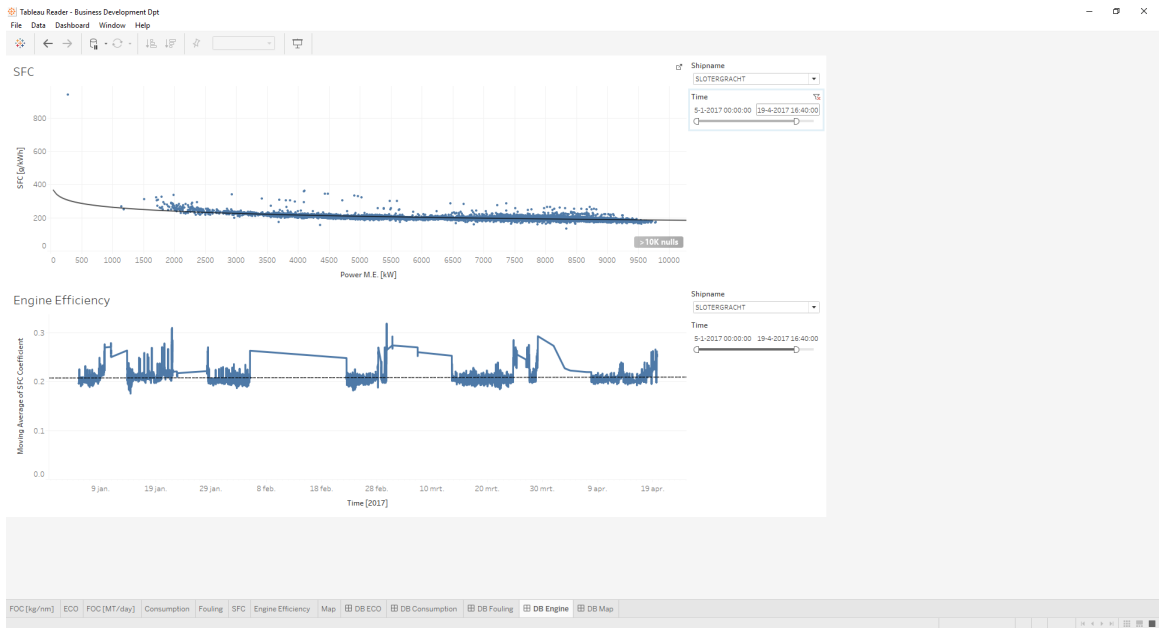 Tableau Reader - Business Development Dpt
File Data Dashboard Window Help
SFC
Shipname
SLOTERGRACHT
Time
5-1-2017 00:00:00 19-4-2017 16:40:00
SFC [g/kWh]
800
600
400
200
0
>10K nulls
0 500 1000 1500 2000 2500 3000 3500 4000 4500 5000 5500 6000 6500 7000 7500 8000 8500 9000 9500 10000
Power M.E. [kW]
Engine Efficiency
Shipname
SLOTERGRACHT
Time
5-1-2017 00:00:00 19-4-2017 16:40:00
Moving Average of SFC Coefficient
0.3
0.2
0.1
0.0
9 jan. 19 jan. 29 jan. 8 feb. 18 feb. 28 feb. 10 mrt. 20 mrt. 30 mrt. 9 apr. 19 apr.
Time [2017]
FOC [kg/nm] ECO FOC [MT/day] Consumption Fouling SFC Engine Efficiency Map DB ECO DB Consumption DB Fouling DB Engine DB Map